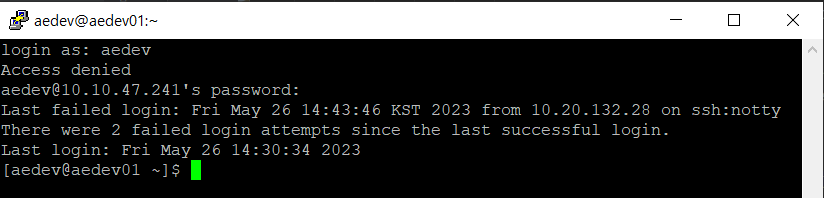 aedev@aedev01:~
login as: aedev
Access denied
aedev@10.10.47.241's password:
Last failed login: Fri May 26 14:43:46 KST 2023 from 10.20.132.28 on ssh:notty
There were 2 failed login attempts since the last successful login.
Last login: Fri May 26 14:30:34 2023
[aedev@aedev01 ~]$